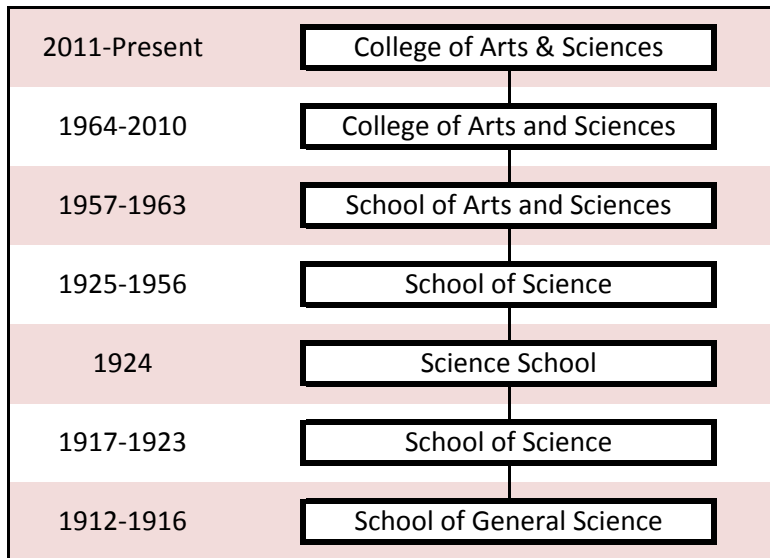 2011-Present College of Arts & Sciences
1964-2010 College of Arts and Sciences
1957-1963 School of Arts and Sciences
1925-1956 School of Science
1924 Science School
1917-1923 School of Science
1912-1916 School of General Science